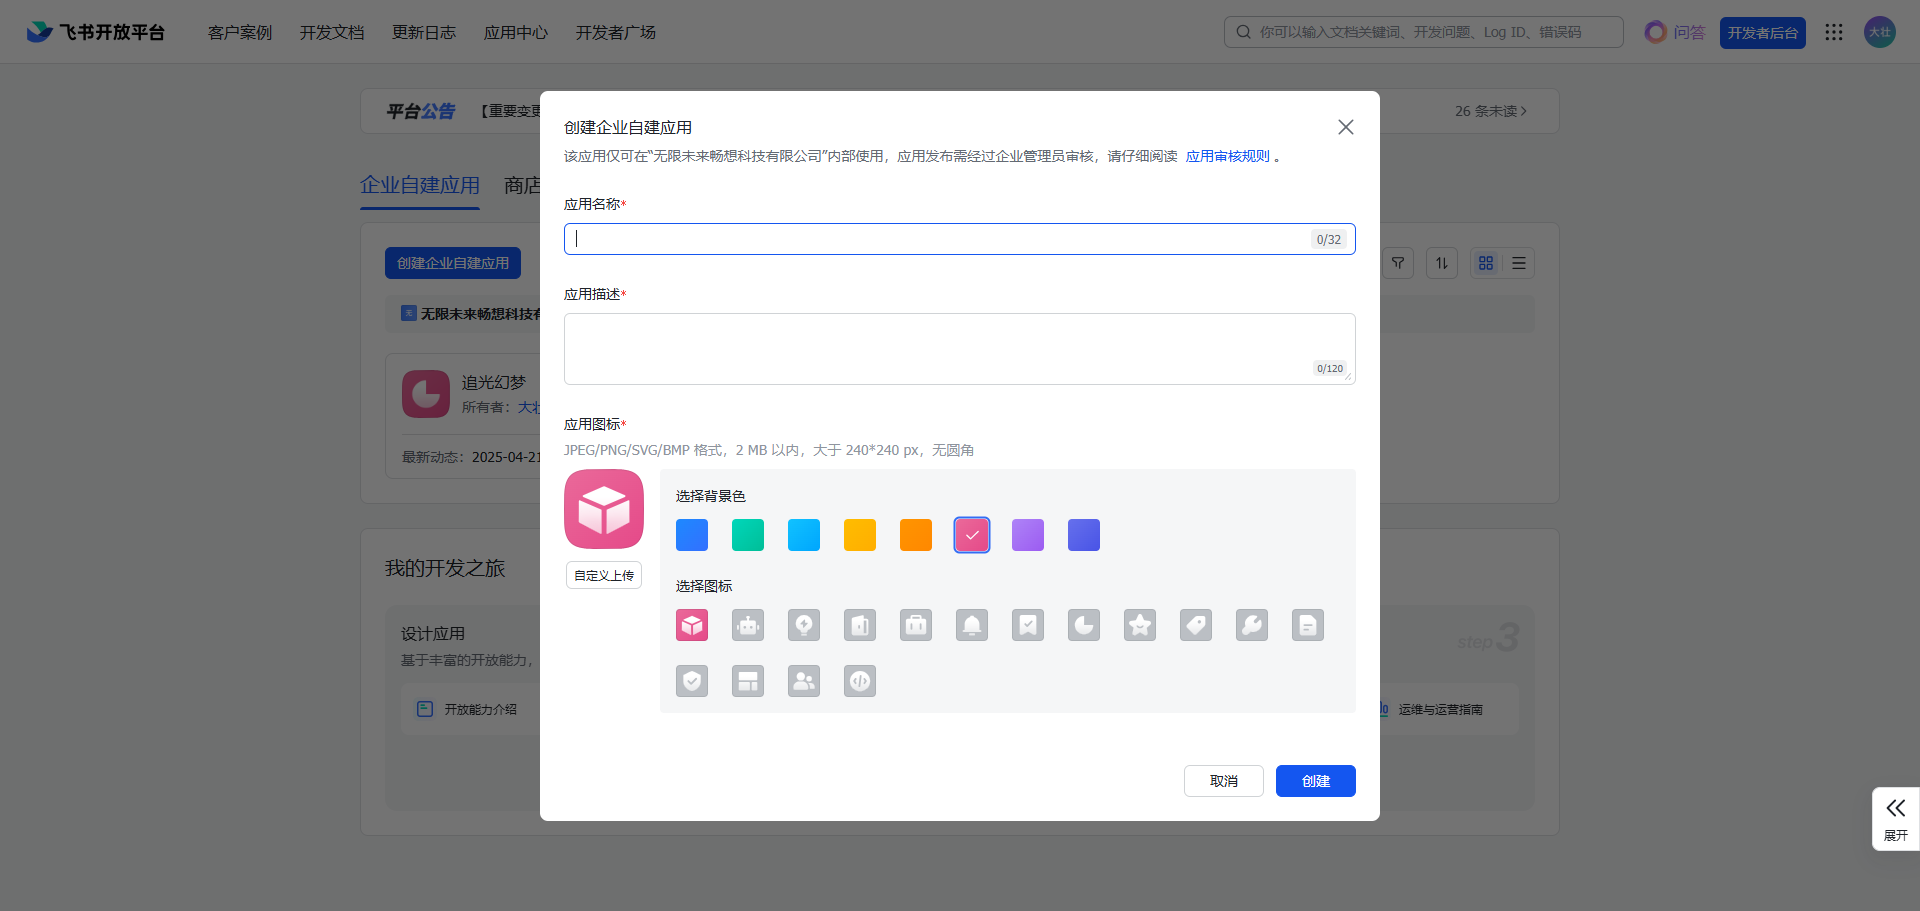 飞书开放平台
客户案例
开发文档
更新日志
应用中心
开发者广场
你可以输入文档关键词、开发问题、Log ID、错误码
问答
开发者后台
大壮
平台公告
【重要变更
26 条未读
企业自建应用
商店
创建企业自建应用
无限未来畅想科技有
追光幻梦
所有者：大壮
最新动态：2025-04-21
我的开发之旅
设计应用
基于丰富的开放能力，
开放能力介绍
step 3
运维与运营指南
创建企业自建应用
该应用仅可在“无限未来畅想科技有限公司”内部使用，应用发布需经过企业管理员审核，请仔细阅读 应用审核规则 。
应用名称*
0/32
应用描述*
0/120
应用图标*
JPEG/PNG/SVG/BMP 格式，2 MB 以内，大于 240*240 px，无圆角
自定义上传
选择背景色
选择图标
取消
创建
展开